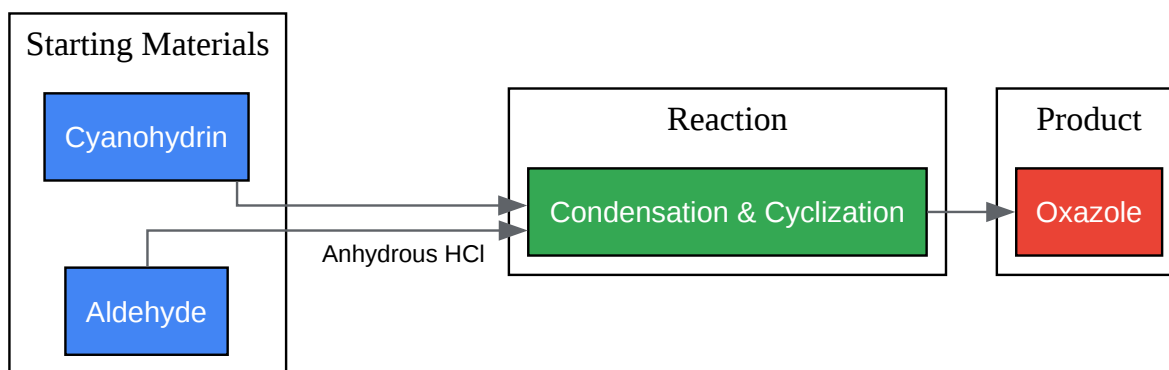 Starting Materials
Cyanohydrin
Aldehyde
Anhydrous HCl
Reaction
Condensation & Cyclization
Product
Oxazole